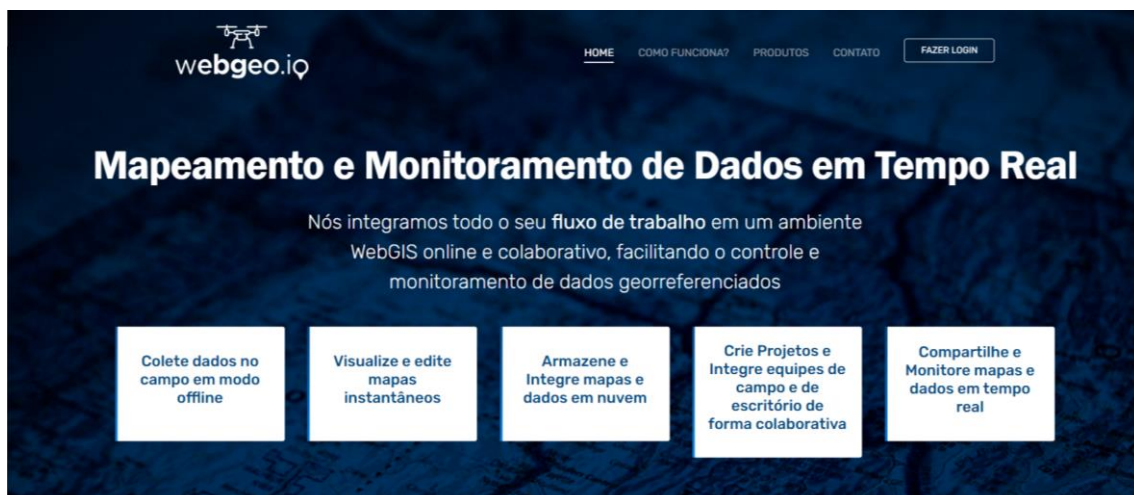 webgeo.io
HOME COMO FUNCIONA? PRODUTOS CONTATO FAZER LOGIN
Mapeamento e Monitoramento de Dados em Tempo Real
Nós integramos todo o seu fluxo de trabalho em um ambiente
WebGIS online e colaborativo, facilitando o controle e
monitoramento de dados georreferenciados
Colete dados no
campo em modo
offline
Visualize e edite
mapas
instantâneos
Armazene e
Integre mapas e
dados em nuvem
Crie Projetos e
Integre equipes de
campo e de
escritório de
forma colaborativa
Compartilhe e
Monitore mapas e
dados em tempo
real